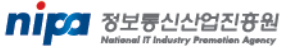 nipa 정보통신산업진흥원
National IT Industry Promotion Agency